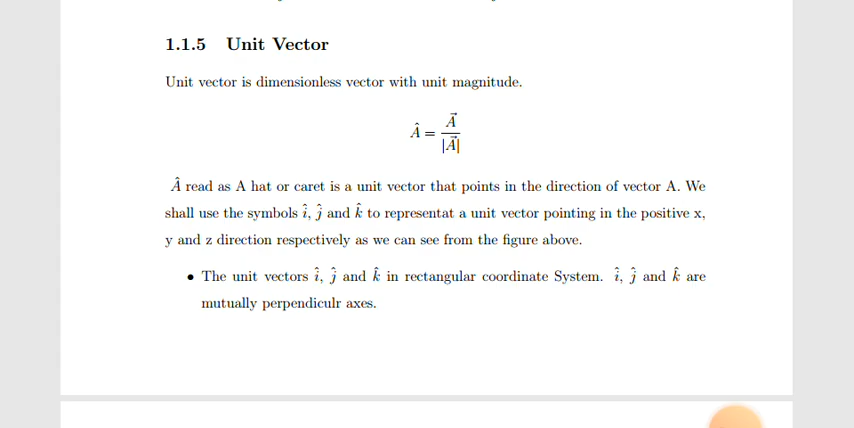 1.1.5 Unit Vector
Unit vector is dimensionless vector with unit magnitude.
Â = A⃗ / |A⃗|
Â read as A hat or caret is a unit vector that points in the direction of vector A. We
shall use the symbols î, ĵ and k̂ to representat a unit vector pointing in the positive x,
y and z direction respectively as we can see from the figure above.
• The unit vectors î, ĵ and k̂ in rectangular coordinate System. î, ĵ and k̂ are
mutually perpendiculr axes.